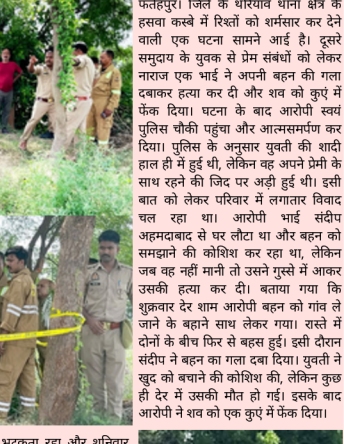 फतेहपुर। जिले के थरियांव थाना क्षेत्र के
हसवा कस्बे में रिश्तों को शर्मसार कर देने
वाली एक घटना सामने आई है। दूसरे
समुदाय के युवक से प्रेम संबंधों को लेकर
नाराज एक भाई ने अपनी बहन की गला
दबाकर हत्या कर दी और शव को कुएं में
फेंक दिया। घटना के बाद आरोपी स्वयं
पुलिस चौकी पहुंचा और आत्मसमर्पण कर
दिया। पुलिस के अनुसार युवती की शादी
हाल ही में हुई थी, लेकिन वह अपने प्रेमी के
साथ रहने की जिद पर अड़ी हुई थी। इसी
बात को लेकर परिवार में लगातार विवाद
चल रहा था। आरोपी भाई संदीप
अहमदाबाद से घर लौटा था और बहन को
समझाने की कोशिश कर रहा था, लेकिन
जब वह नहीं मानी तो उसने गुस्से में आकर
उसकी हत्या कर दी। बताया गया कि
शुक्रवार देर शाम आरोपी बहन को गांव ले
जाने के बहाने साथ लेकर गया। रास्ते में
दोनों के बीच फिर से बहस हुई। इसी दौरान
संदीप ने बहन का गला दबा दिया। युवती ने
खुद को बचाने की कोशिश की, लेकिन कुछ
ही देर में उसकी मौत हो गई। इसके बाद
आरोपी ने शव को एक कुएं में फेंक दिया।
भटकता रहा और शनिवार